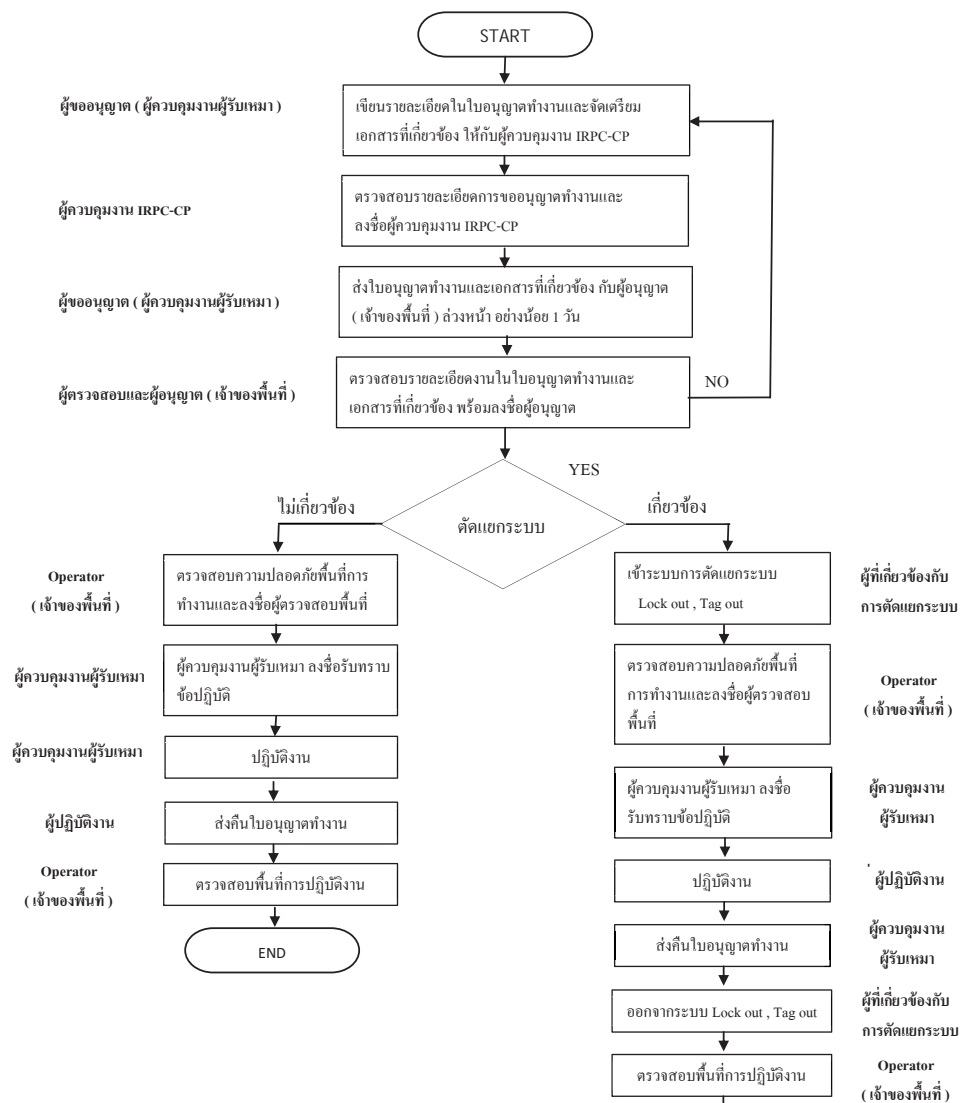 START
ผู้ขออนุญาต ( ผู้ควบคุมงานผู้รับเหมา )
เขียนรายละเอียดในใบอนุญาตทำงานและจัดเตรียม
เอกสารที่เกี่ยวข้อง ให้กับผู้ควบคุมงาน IRPC-CP
ผู้ควบคุมงาน IRPC-CP
ตรวจสอบรายละเอียดการขออนุญาตทำงานและ
ลงชื่อผู้ควบคุมงาน IRPC-CP
ผู้ขออนุญาต ( ผู้ควบคุมงานผู้รับเหมา )
ส่งใบอนุญาตทำงานและเอกสารที่เกี่ยวข้อง กับผู้อนุญาต
( เจ้าของพื้นที่ ) ล่วงหน้า อย่างน้อย 1 วัน
ผู้ตรวจสอบและผู้อนุญาต ( เจ้าของพื้นที่ )
ตรวจสอบรายละเอียดงานในใบอนุญาตทำงานและ
เอกสารที่เกี่ยวข้อง พร้อมลงชื่อผู้อนุญาต
NO
YES
ไม่เกี่ยวข้อง
ตัดแยกระบบ
เกี่ยวข้อง
Operator
( เจ้าของพื้นที่ )
ตรวจสอบความปลอดภัยพื้นที่การ
ทำงานและลงชื่อผู้ตรวจสอบพื้นที่
ผู้ควบคุมงานผู้รับเหมา
ผู้ควบคุมงานผู้รับเหมา ลงชื่อรับทราบ
ข้อปฏิบัติ
ผู้ควบคุมงานผู้รับเหมา
ปฏิบัติงาน
ผู้ปฏิบัติงาน
ส่งคืนใบอนุญาตทำงาน
Operator
( เจ้าของพื้นที่ )
ตรวจสอบพื้นที่การปฏิบัติงาน
END
เข้าระบบการตัดแยกระบบ
Lock out , Tag out
ผู้ที่เกี่ยวข้องกับ
การตัดแยกระบบ
ตรวจสอบความปลอดภัยพื้นที่
การทำงานและลงชื่อผู้ตรวจสอบ
พื้นที่
Operator
( เจ้าของพื้นที่ )
ผู้ควบคุมงานผู้รับเหมา ลงชื่อ
รับทราบข้อปฏิบัติ
ผู้ควบคุมงาน
ผู้รับเหมา
ปฏิบัติงาน
ผู้ปฏิบัติงาน
ส่งคืนใบอนุญาตทำงาน
ผู้ควบคุมงาน
ผู้รับเหมา
ออกจากระบบ Lock out , Tag out
ผู้ที่เกี่ยวข้องกับ
การตัดแยกระบบ
ตรวจสอบพื้นที่การปฏิบัติงาน
Operator
( เจ้าของพื้นที่ )